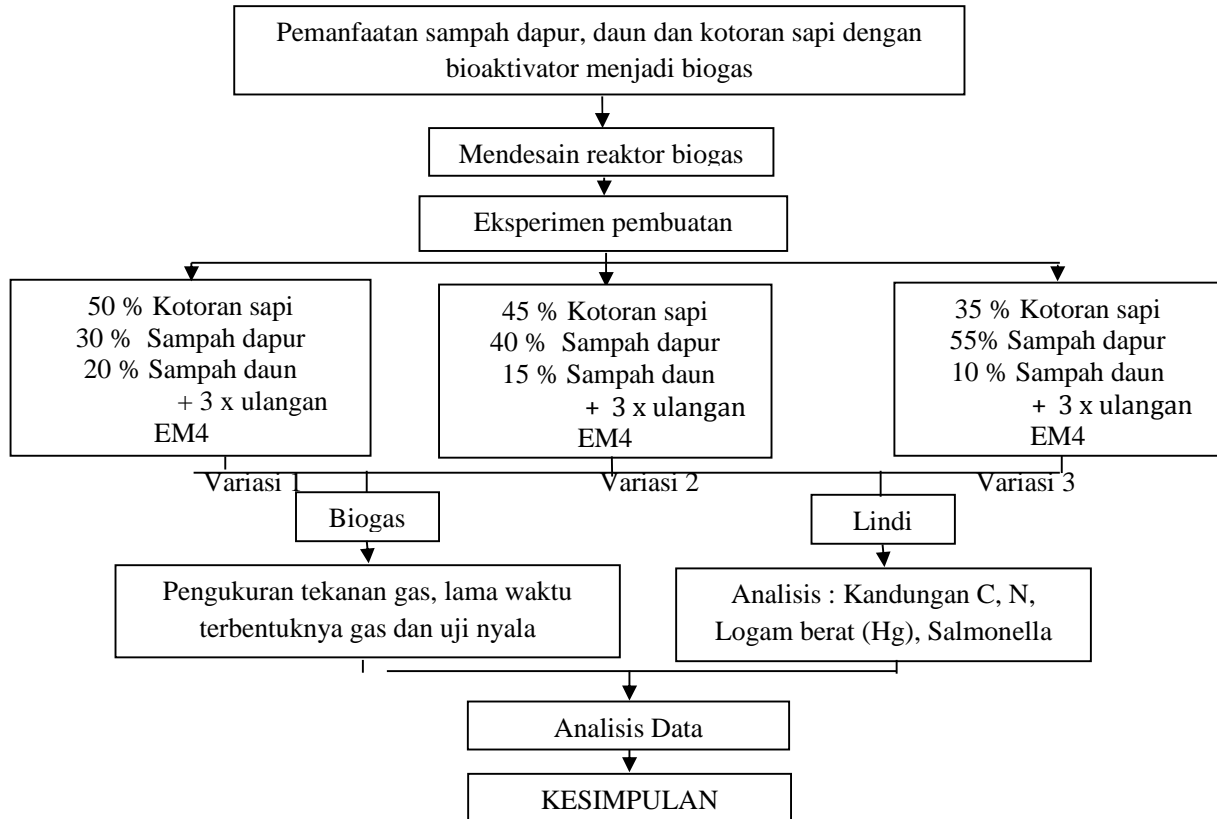 Pemanfaatan sampah dapur, daun dan kotoran sapi dengan
bioaktivator menjadi biogas
Mendesain reaktor biogas
Eksperimen pembuatan
50 % Kotoran sapi
30 % Sampah dapur
20 % Sampah daun
+ 3 x ulangan
EM4
45 % Kotoran sapi
40 % Sampah dapur
15 % Sampah daun
+ 3 x ulangan
EM4
35 % Kotoran sapi
55% Sampah dapur
10 % Sampah daun
+ 3 x ulangan
EM4
Variasi 1
Variasi 2
Variasi 3
Biogas
Lindi
Pengukuran tekanan gas, lama waktu
terbentuknya gas dan uji nyala
Analisis : Kandungan C, N,
Logam berat (Hg), Salmonella
Analisis Data
KESIMPULAN